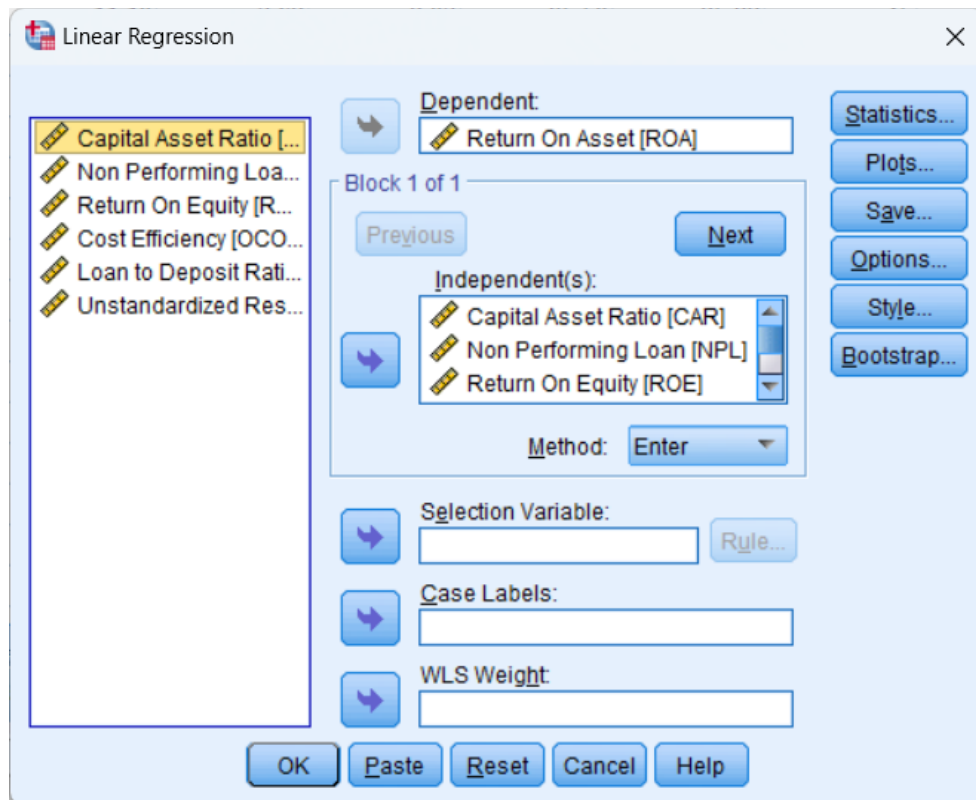 Linear Regression
Capital Asset Ratio [...
Non Performing Loa...
Return On Equity [R...
Cost Efficiency [OCO...
Loan to Deposit Rati...
Unstandardized Res...
Dependent:
Return On Asset [ROA]
Block 1 of 1
Previous
Next
Independent(s):
Capital Asset Ratio [CAR]
Non Performing Loan [NPL]
Return On Equity [ROE]
Method: Enter
Selection Variable:
Rule...
Case Labels:
WLS Weight:
Statistics...
Plots...
Save...
Options...
Style...
Bootstrap...
OK Paste Reset Cancel Help